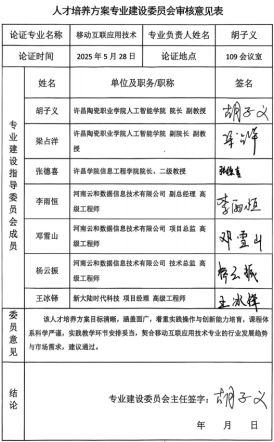 人才培养方案专业建设委员会审核意见表
论证专业名称 移动互联应用技术 专业负责人姓名 胡子义
论证时间 2025 年 5 月 28 日 论证地点 109 会议室
专业建设指导委员会成员
姓名 单位及职务/职称 签名
胡子义 许昌陶瓷职业学院人工智能学院 院长 副教授 胡子义
梁占洋 许昌陶瓷职业学院人工智能学院 副院长 副教
授
张德喜 许昌学院信息工程学院院长、二级教授 张德喜
李雨恒 河南云和数据信息技术有限公司 副总经理 高
级工程师 李雨恒
邓雪山 河南云和数据信息技术有限公司 项目总监 高
级工程师 邓雪山
杨云振 河南云和数据信息技术有限公司 技术总监 高
级工程师 杨云振
王冰铎 新大陆时代科技 项目经理 高级工程师
委员意见
该人才培养方案目标清晰，涵盖面广，着重实践操作与创新能力培育，课程体
系科学严谨，实践教学环节安排妥当，契合移动互联应用技术专业的行业发展趋势
与市场需求，建议通过。
结论
专业建设委员会主任签字：胡子义
年 月 日